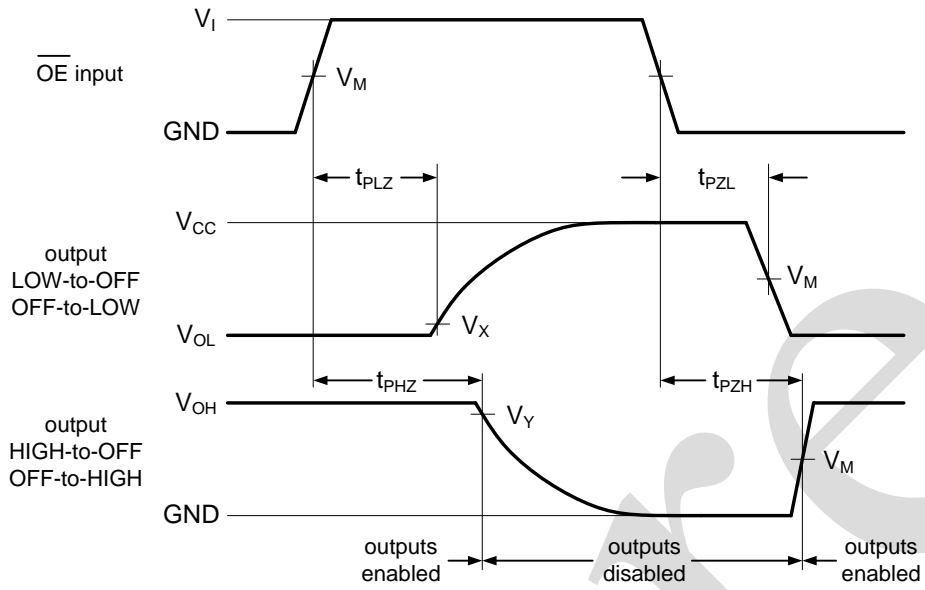 V_I
OE input
V_M
GND
t_PLZ
t_PZL
V_CC
output
LOW-to-OFF
OFF-to-LOW
V_M
V_OL
V_X
t_PHZ
t_PZH
V_OH
output
HIGH-to-OFF
OFF-to-HIGH
V_Y
V_M
GND
outputs
enabled
outputs
disabled
outputs
enabled